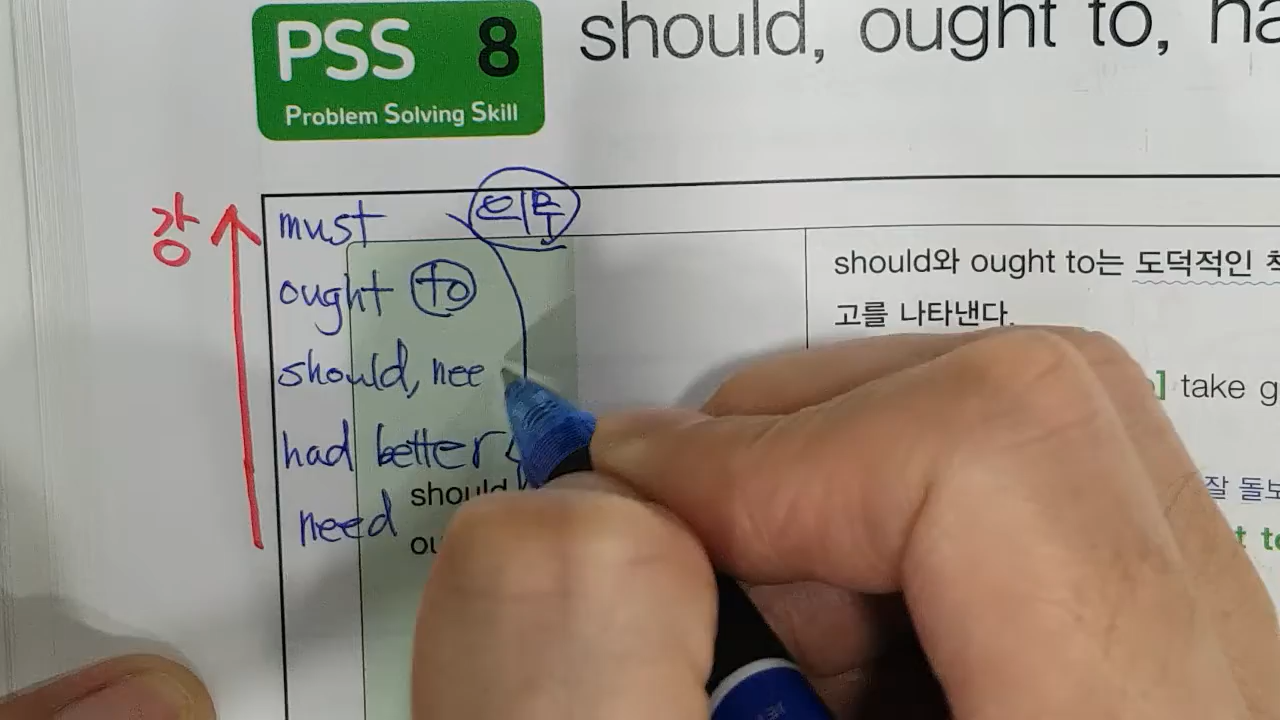 PSS 8 should, ought to, ha
Problem Solving Skill
강
must 의무
ought to
should, nee
had better
need
should
ou
should와 ought to는 도덕적인
고를 나타낸다.
] take g
잘 돌보
t to